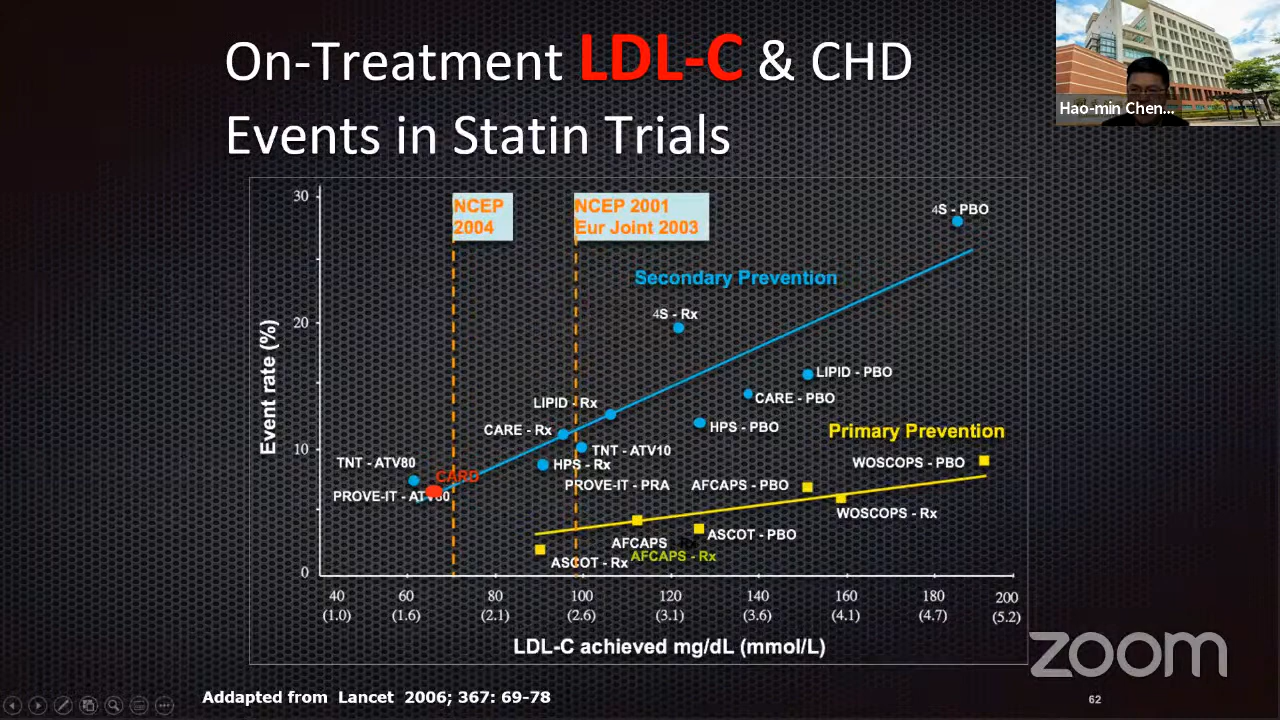 On-Treatment LDL-C & CHD
Events in Statin Trials
Hao-min Chen...
30
20
10
0
Event rate (%)
NCEP
2004
NCEP 2001
Eur Joint 2003
4S - PBO
Secondary Prevention
4S - Rx
LIPID - PBO
LIPID - Rx
CARE - PBO
CARE - Rx
HPS - PBO
Primary Prevention
TNT - ATV10
TNT - ATV80
HPS - Rx
WOSCOPS - PBO
CARD
PROVE-IT - PRA
AFCAPS - PBO
PROVE-IT - ATV80
WOSCOPS - Rx
ASCOT - PBO
AFCAPS
AFCAPS - Rx
ASCOT - Rx
40 60 80 100 120 140 160 180 200
(1.0) (1.6) (2.1) (2.6) (3.1) (3.6) (4.1) (4.7) (5.2)
LDL-C achieved mg/dL (mmol/L)
zoom
Addapted from Lancet 2006; 367: 69-78
62